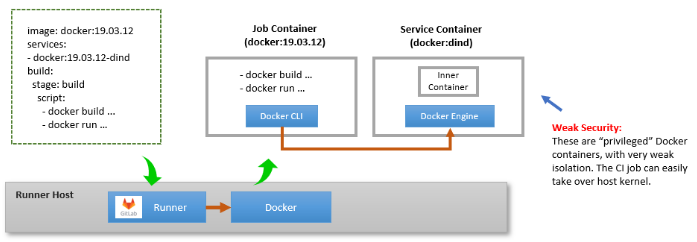 image: docker:19.03.12
services:
- docker:19.03.12-dind
build:
stage: build
script:
- docker build ...
- docker run ...
Job Container
(docker:19.03.12)
- docker build ...
- docker run ...
Docker CLI
Service Container
(docker:dind)
Inner
Container
Docker Engine
Weak Security:
These are “privileged” Docker
containers, with very weak
isolation. The CI job can easily
take over host kernel.
Runner Host
GitLab
Runner
Docker